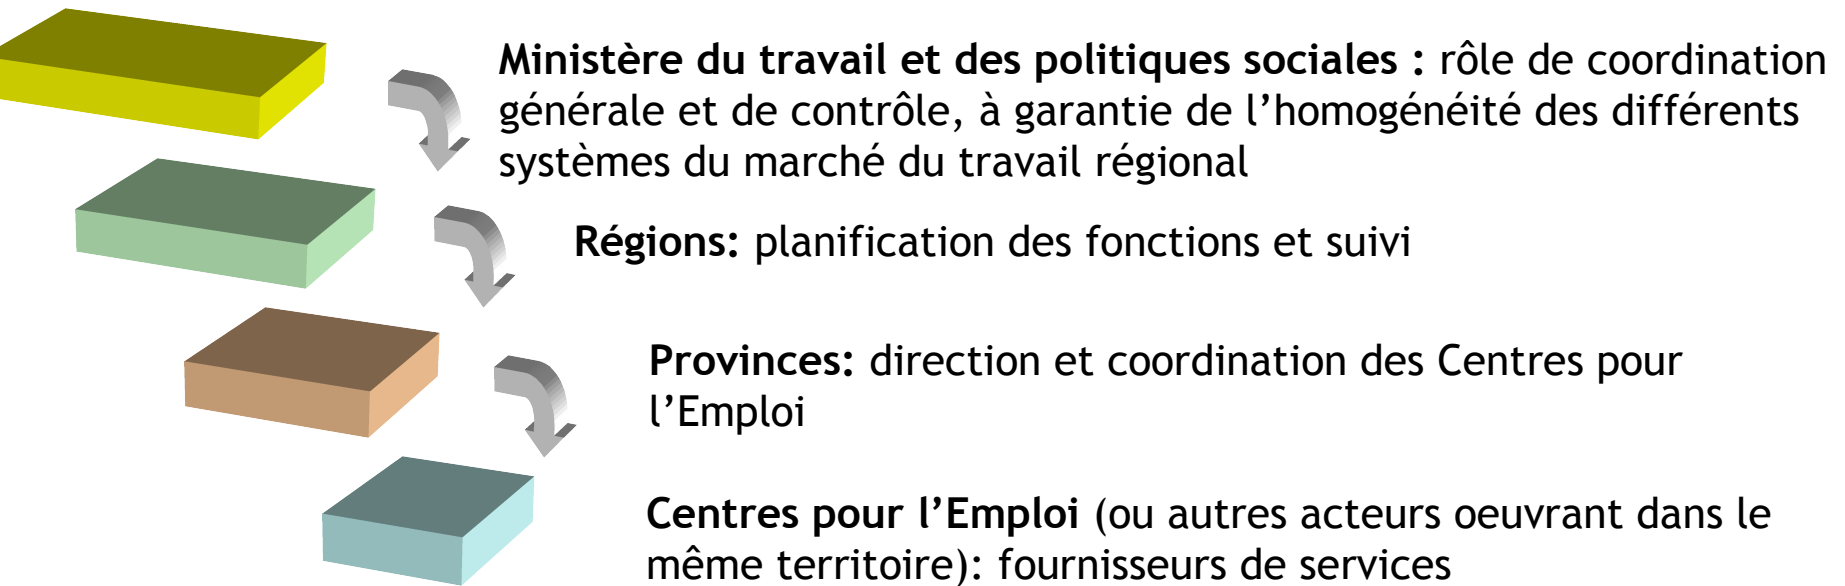 Ministère du travail et des politiques sociales : rôle de coordination
générale et de contrôle, à garantie de l’homogénéité des différents
systèmes du marché du travail régional
Régions: planification des fonctions et suivi
Provinces: direction et coordination des Centres pour
l’Emploi
Centres pour l’Emploi (ou autres acteurs oeuvrant dans le
même territoire): fournisseurs de services